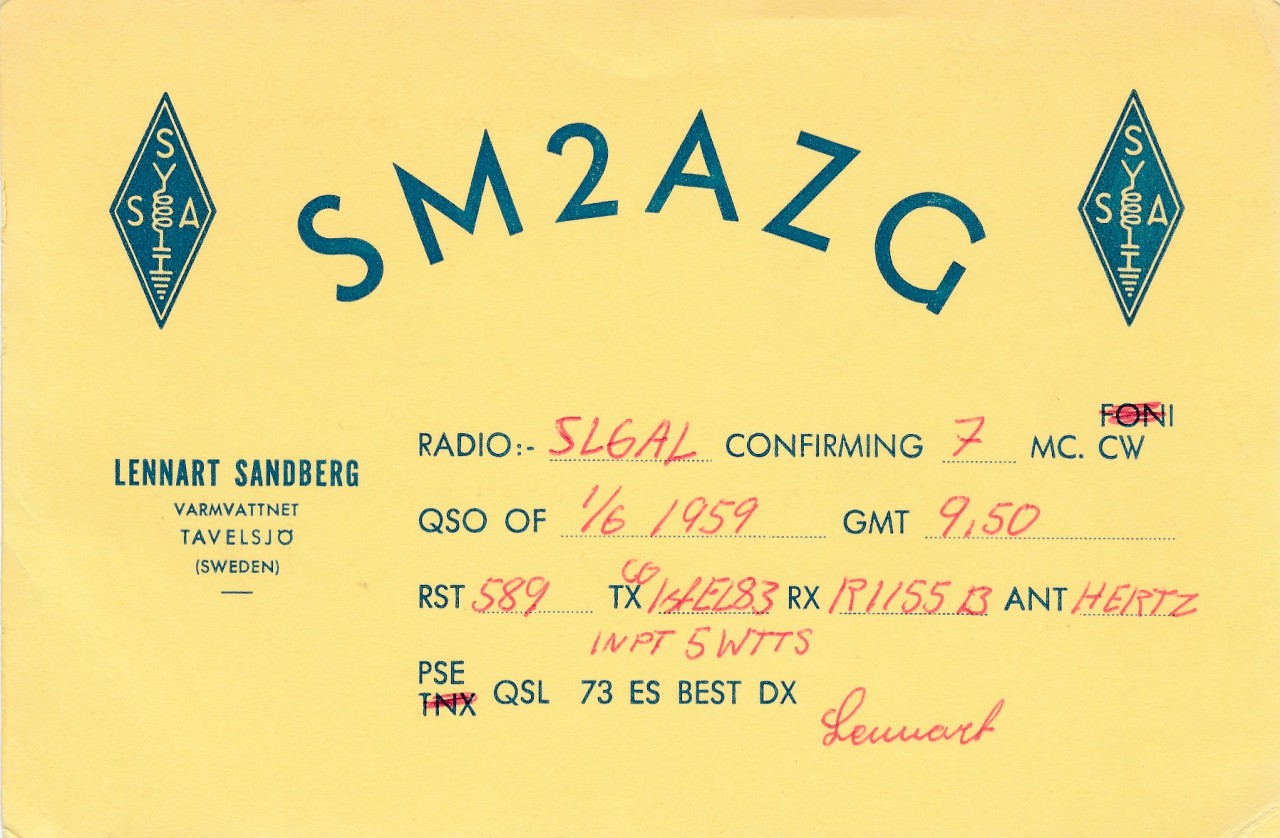 S
Y
S A
SM2AZG
S
Y
S A
LENNART SANDBERG
VARMVATTNET
TAVELSJÖ
(SWEDEN)
FONI
RADIO:- SL6AL CONFIRMING 7 MC. CW
QSO OF 1/6 1959 GMT 9.50
RST 589 TX CO 14EL83 RX R1155 B ANT HERTZ
INPT 5 WTTS
PSE
TNX QSL 73 ES BEST DX
Lennart